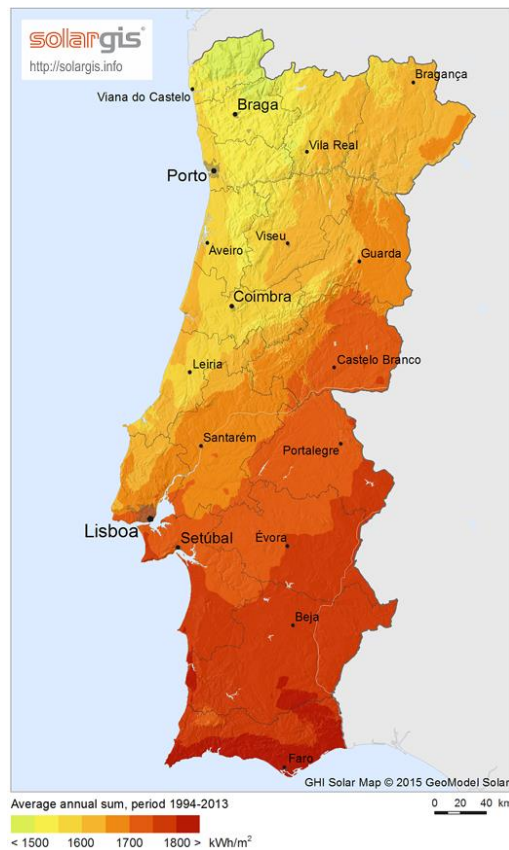 solargis
http://solargis.info
Bragança
Viana do Castelo
Braga
Vila Real
Porto
Aveiro
Viseu
Guarda
Coimbra
Leiria
Castelo Branco
Santarém
Portalegre
Lisboa
Setúbal
Évora
Beja
Faro
GHI Solar Map © 2015 GeoModel Solar
Average annual sum, period 1994-2013
0 20 40 km
< 1500 1600 1700 1800 > kWh/m²